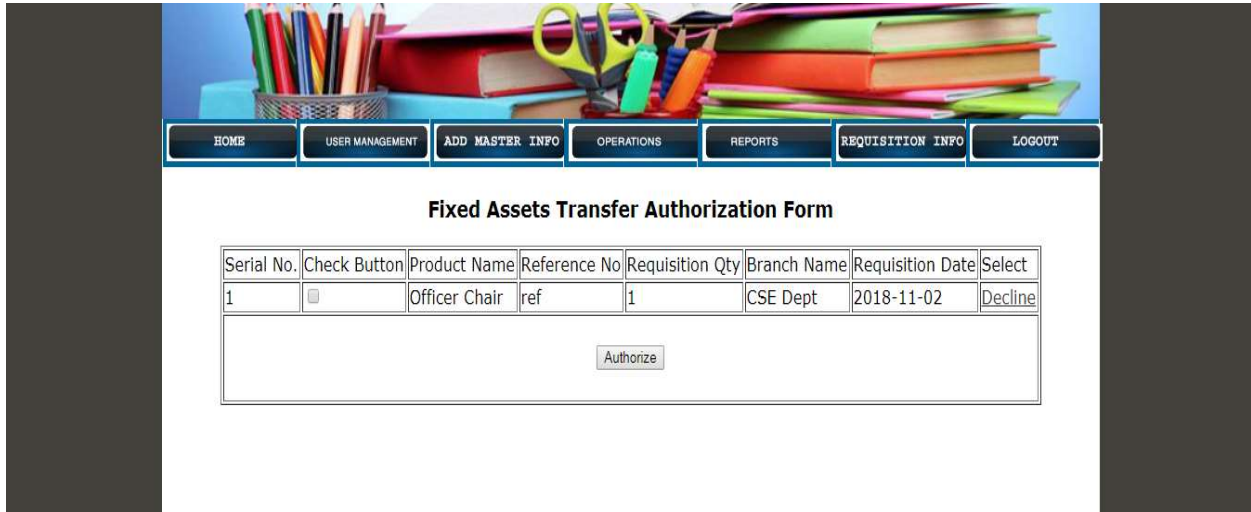 HOME USER MANAGEMENT ADD MASTER INFO OPERATIONS REPORTS REQUISITION INFO LOGOUT
Fixed Assets Transfer Authorization Form
Serial No. Check Button Product Name Reference No Requisition Qty Branch Name Requisition Date Select
1 Officer Chair ref 1 CSE Dept 2018-11-02 Decline
Authorize